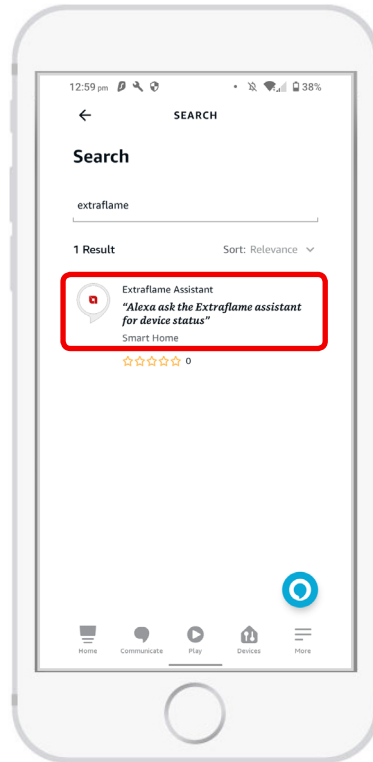 12:59 pm 38%
SEARCH
Search
extraflame
1 Result Sort: Relevance
Extraflame Assistant
“Alexa ask the Extraflame assistant
for device status”
Smart Home
0
Home Communicate Play Devices More